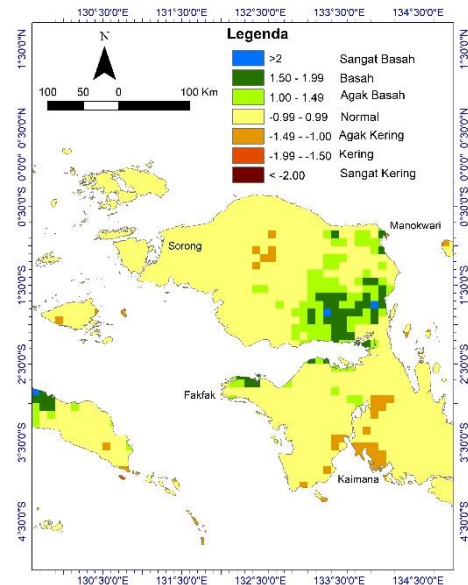 130°30'0"E 131°30'0"E 132°30'0"E 133°30'0"E 134°30'0"E
N
Legenda
>2 Sangat Basah
1.50 - 1.99 Basah
1.00 - 1.49 Agak Basah
-0.99 - 0.99 Normal
-1.49 - -1.00 Agak Kering
-1.99 - -1.50 Kering
< -2.00 Sangat Kering
100 50 0 100 Km
1°30'0"N 1°30'0"N
0°30'0"N 0°30'0"N
0°30'0"S 0°30'0"S
Manokwari
Sorong
1°30'0"S 1°30'0"S
2°30'0"S 2°30'0"S
Fakfak
3°30'0"S 3°30'0"S
Kaimana
4°30'0"S 4°30'0"S
130°30'0"E 131°30'0"E 132°30'0"E 133°30'0"E 134°30'0"E